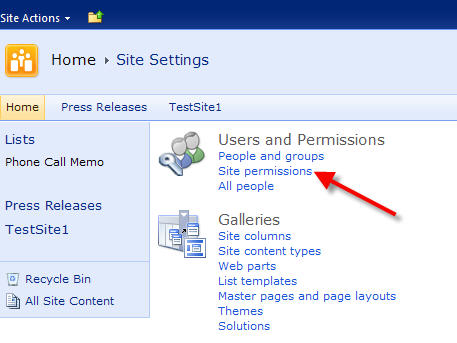 Site Actions
Home Site Settings
Home Press Releases TestSite1
Lists
Phone Call Memo
Press Releases
TestSite1
Recycle Bin
All Site Content
Users and Permissions
People and groups
Site permissions
All people
Galleries
Site columns
Site content types
Web parts
List templates
Master pages and page layouts
Themes
Solutions